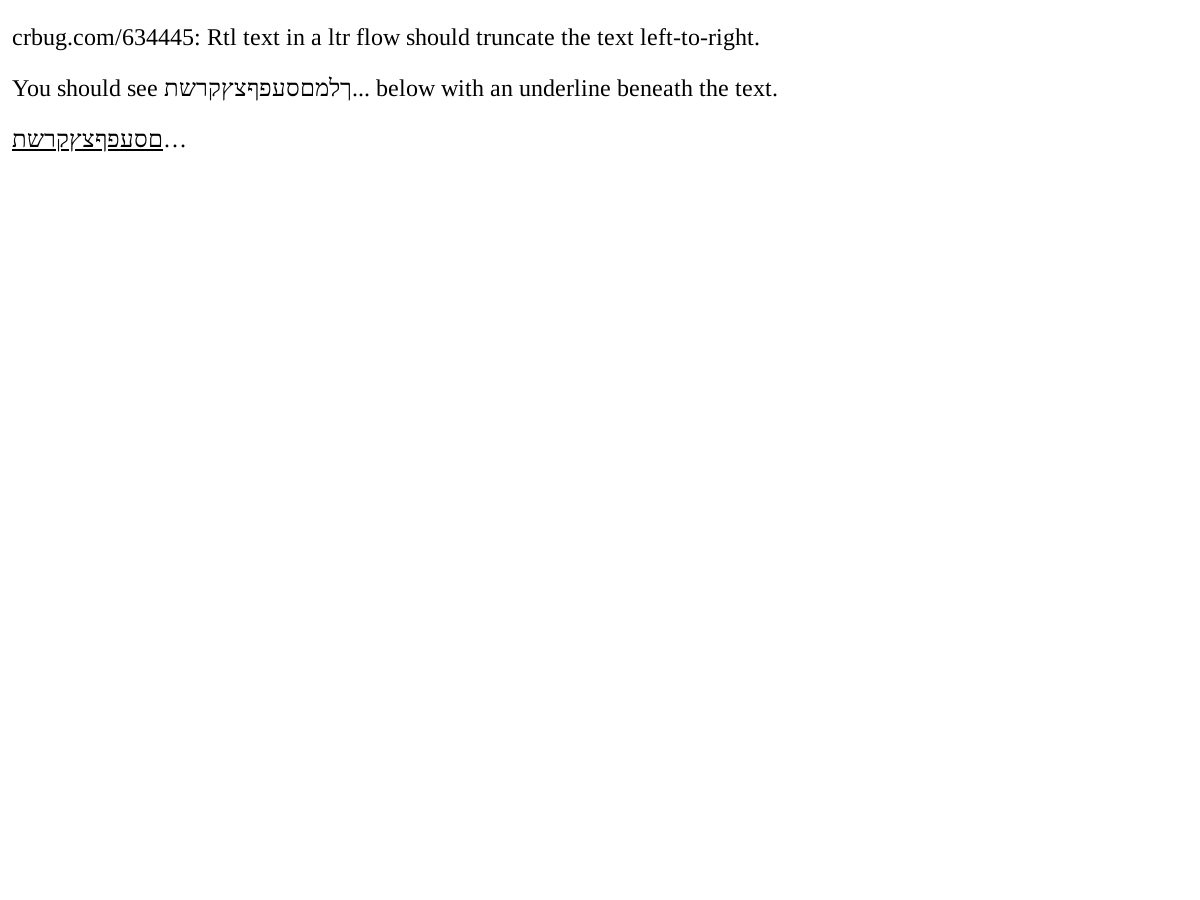 crbug.com/634445: Rtl text in a ltr flow should truncate the text left-to-right.
You should see ךלמםסעפףצץקרשת... below with an underline beneath the text.
םסעפףצץקרשת…